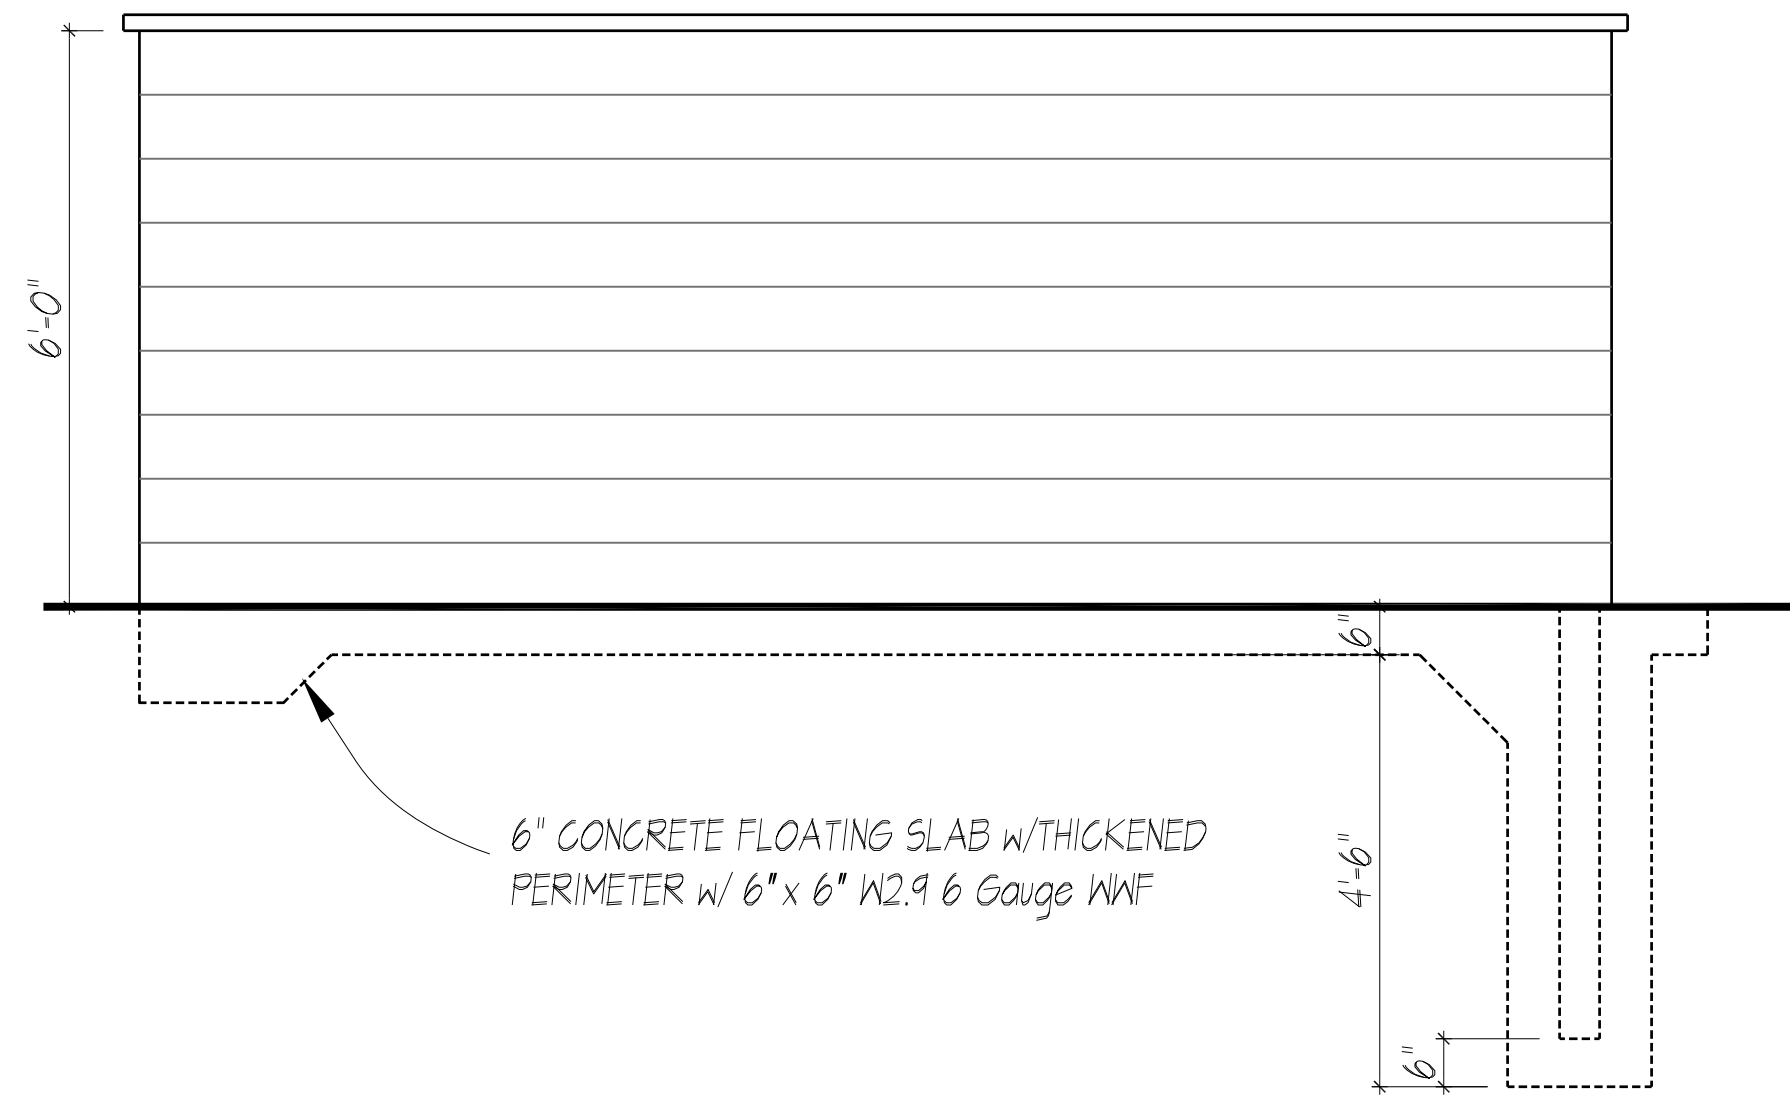 6'-0"
6"
6" CONCRETE FLOATING SLAB w/THICKENED
PERIMETER w/ 6" x 6" W2.9 6 Gauge WWF
4'-6"
6"